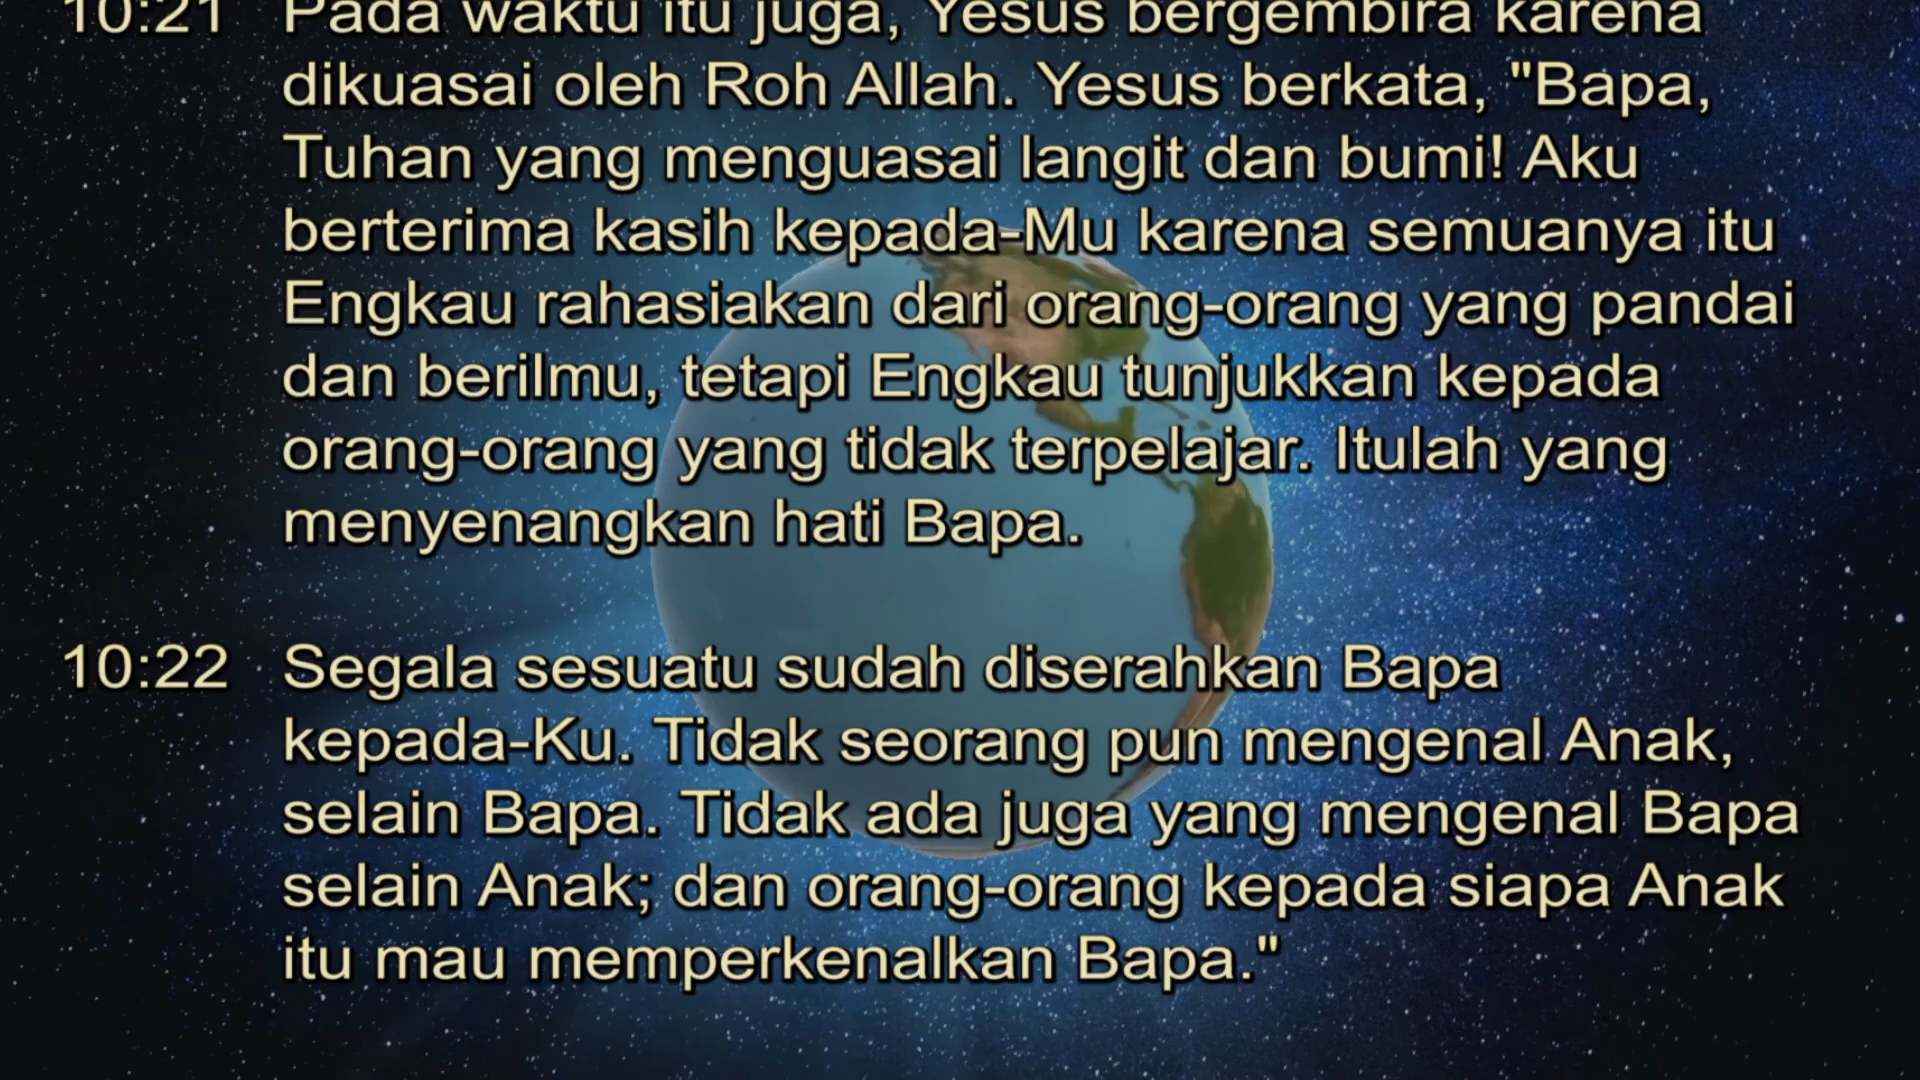 10:21 Pada waktu itu juga, Yesus bergembira karena
dikuasai oleh Roh Allah. Yesus berkata, "Bapa,
Tuhan yang menguasai langit dan bumi! Aku
berterima kasih kepada-Mu karena semuanya itu
Engkau rahasiakan dari orang-orang yang pandai
dan berilmu, tetapi Engkau tunjukkan kepada
orang-orang yang tidak terpelajar. Itulah yang
menyenangkan hati Bapa.
10:22 Segala sesuatu sudah diserahkan Bapa
kepada-Ku. Tidak seorang pun mengenal Anak,
selain Bapa. Tidak ada juga yang mengenal Bapa
selain Anak; dan orang-orang kepada siapa Anak
itu mau memperkenalkan Bapa."